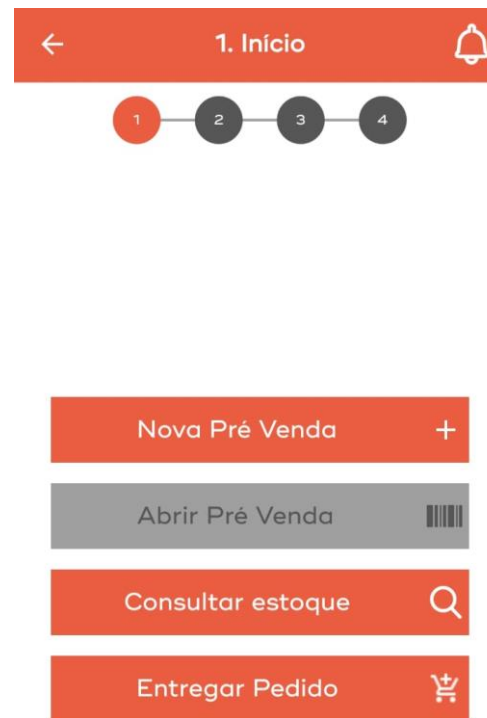 1. Início
1 2 3 4
Nova Pré Venda
Abrir Pré Venda
Consultar estoque
Entregar Pedido